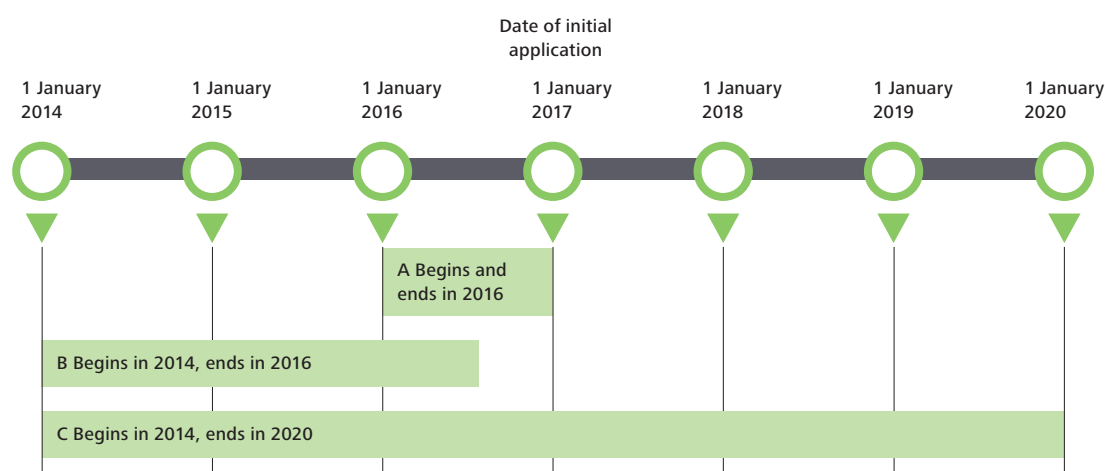 Date of initial
application
1 January
2014
1 January
2015
1 January
2016
1 January
2017
1 January
2018
1 January
2019
1 January
2020
A Begins and
ends in 2016
B Begins in 2014, ends in 2016
C Begins in 2014, ends in 2020